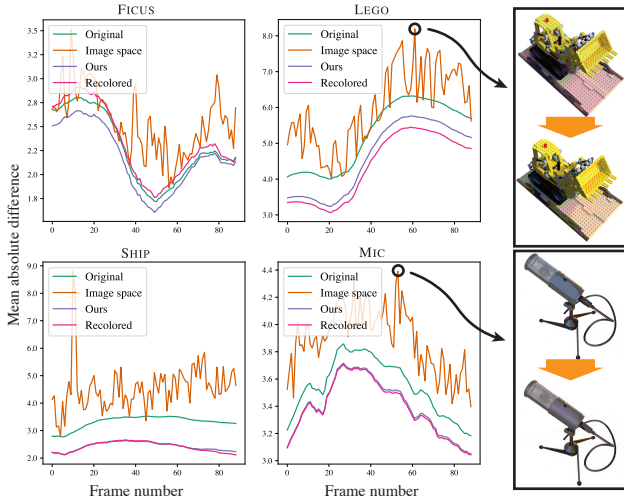 FICUS
LEGO
3.5
3.2
3.0
2.8
2.5
2.2
2.0
1.8
Original
Image space
Ours
Recolored
0
20
40
60
80
8.0
7.0
6.0
5.0
4.0
3.0
Original
Image space
Ours
Recolored
0
20
40
60
80
Mean absolute difference
SHIP
MIC
9.0
8.0
7.0
6.0
5.0
4.0
3.0
2.0
Original
Image space
Ours
Recolored
0
20
40
60
80
Frame number
4.4
4.2
4.0
3.8
3.6
3.4
3.2
3.0
Original
Image space
Ours
Recolored
0
20
40
60
80
Frame number